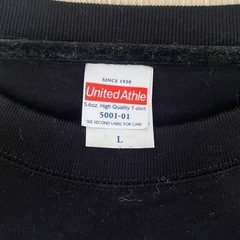 SINCE 1930
United Athle
5.6oz. High Quality T-shirt
5001-01
SEE SECOND LABEL FOR CARE.
L